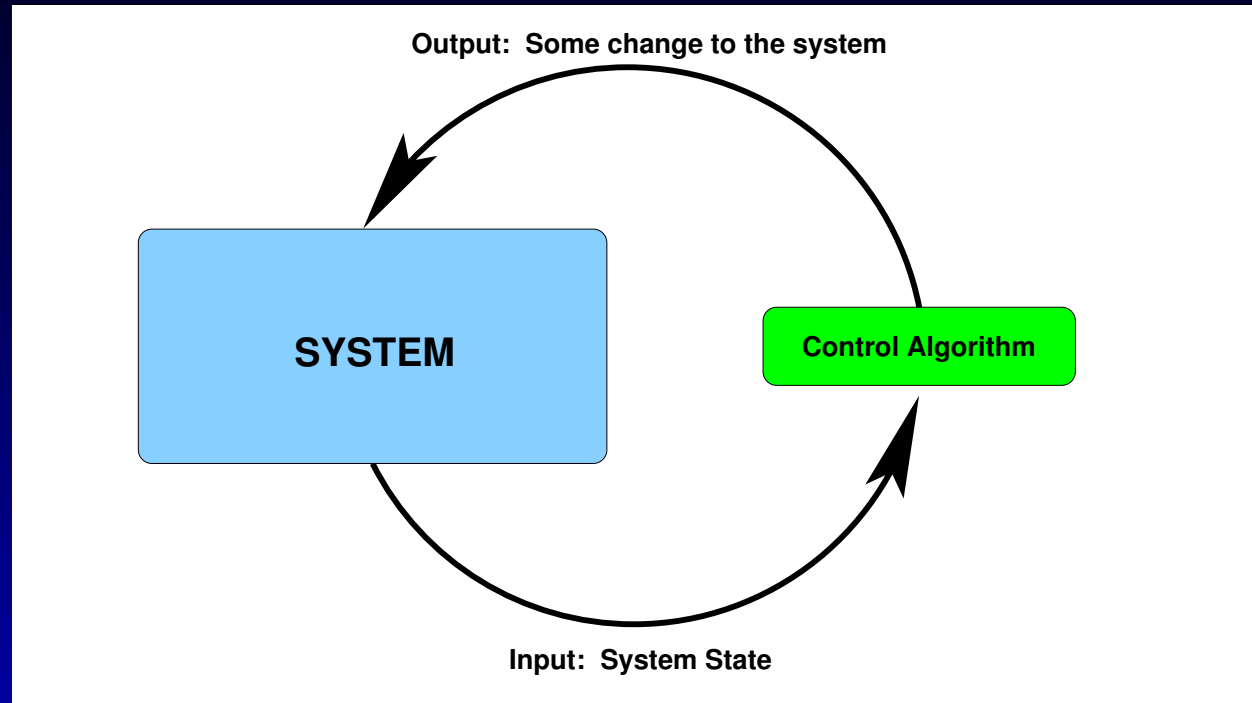 Output: Some change to the system
SYSTEM
Control Algorithm
Input: System State